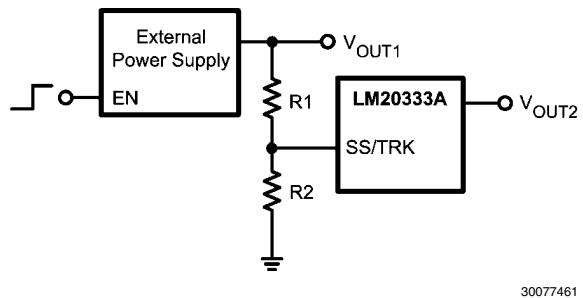 External
Power Supply
EN
VOUT1
R1
LM20333A
SS/TRK
VOUT2
R2
30077461